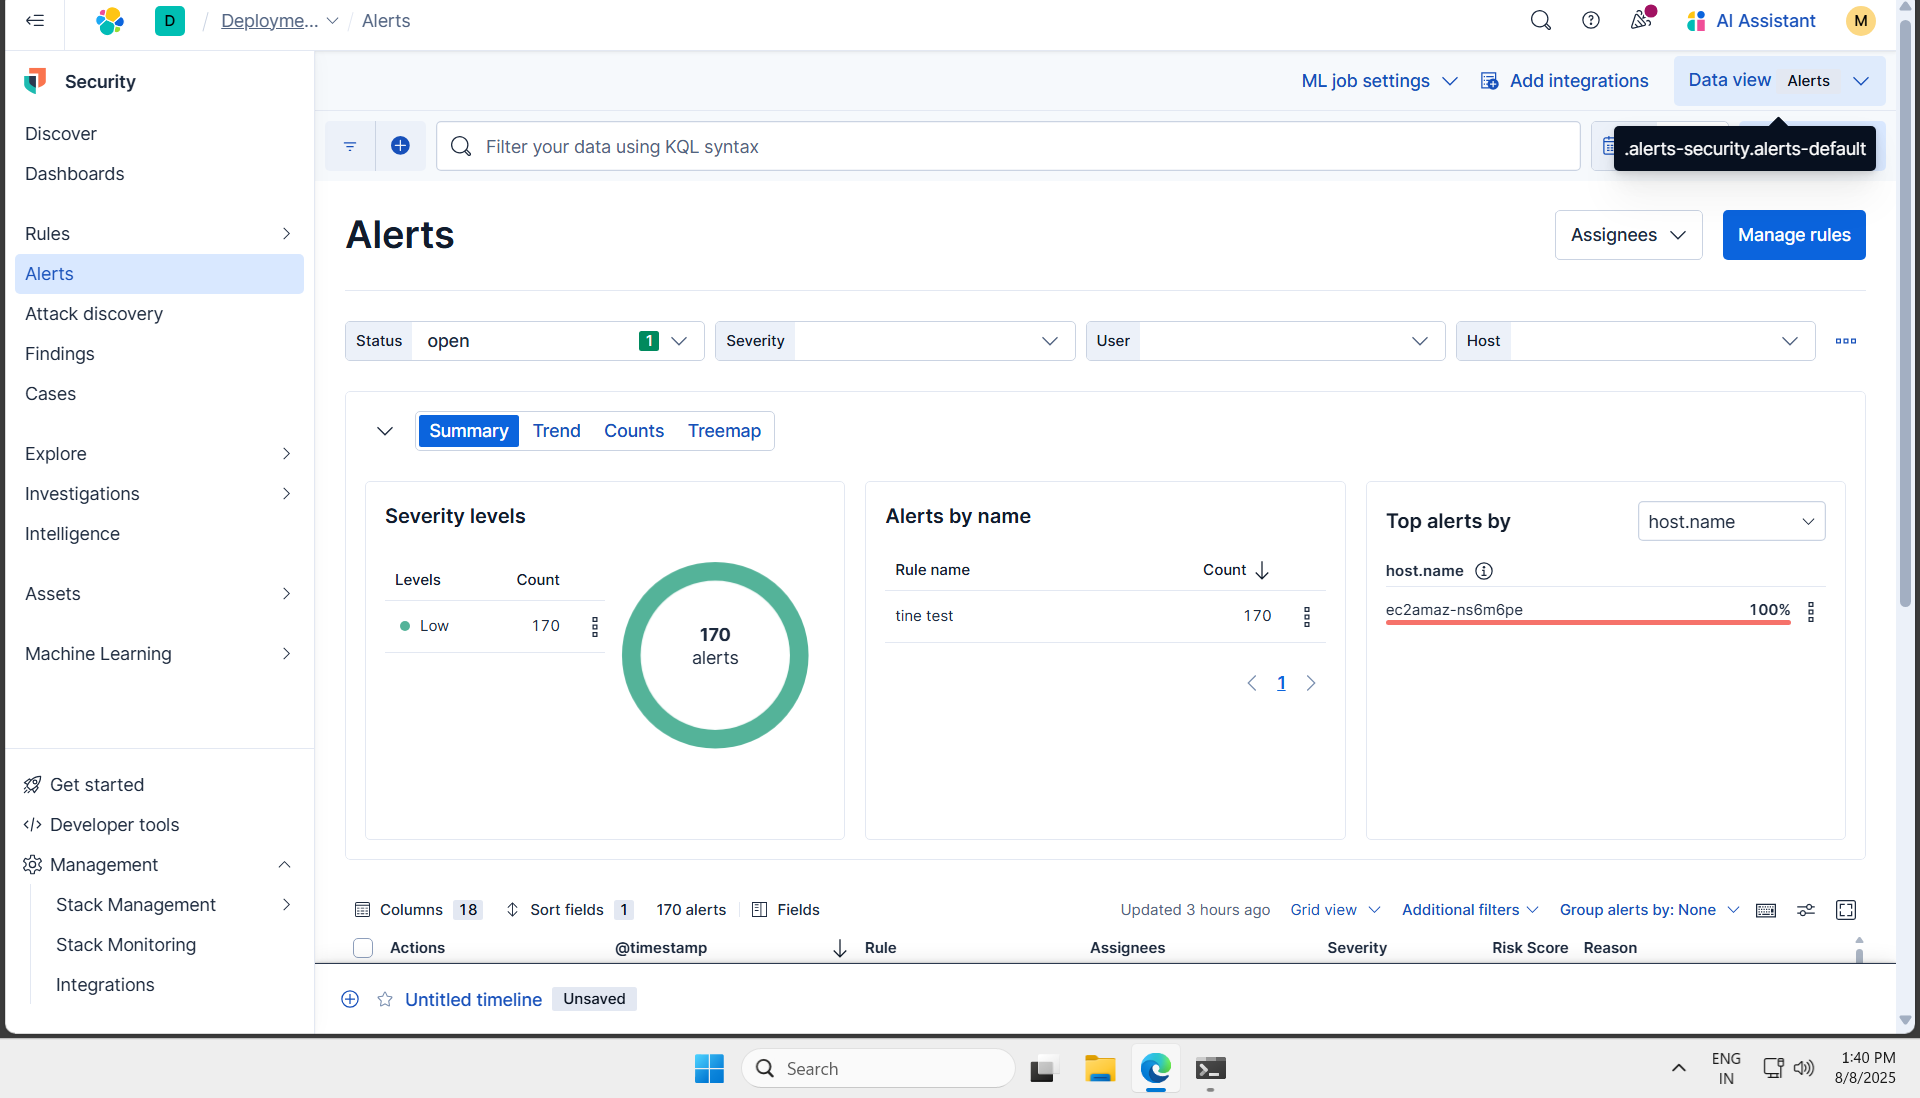 D / Deployme... / Alerts
AI Assistant
M
Security
ML job settings
Add integrations
Data view Alerts
Discover
Dashboards
Filter your data using KQL syntax
.alerts-security.alerts-default
Rules
Alerts
Attack discovery
Findings
Cases
Explore
Investigations
Intelligence
Assets
Machine Learning
Get started
Developer tools
Management
Stack Management
Stack Monitoring
Integrations
Alerts
Assignees
Manage rules
Status open 1
Severity
User
Host
Summary Trend Counts Treemap
Severity levels
Levels Count
Low 170
170
alerts
Alerts by name
Rule name Count
tine test 170
1
Top alerts by host.name
host.name
ec2amaz-ns6m6pe 100%
Columns 18 Sort fields 1 170 alerts Fields
Updated 3 hours ago Grid view Additional filters Group alerts by: None
Actions @timestamp Rule Assignees Severity Risk Score Reason
Untitled timeline Unsaved
Search
ENG
IN
1:40 PM
8/8/2025